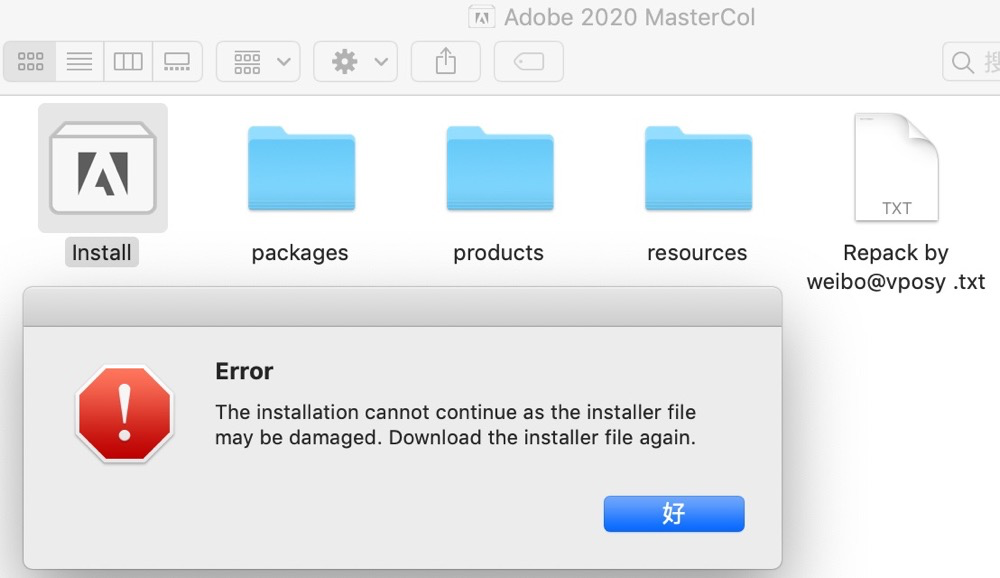 Adobe 2020 MasterCol
搜
Install
packages
products
resources
TXT
Repack by
weibo@vposy .txt
Error
The installation cannot continue as the installer file
may be damaged. Download the installer file again.
好